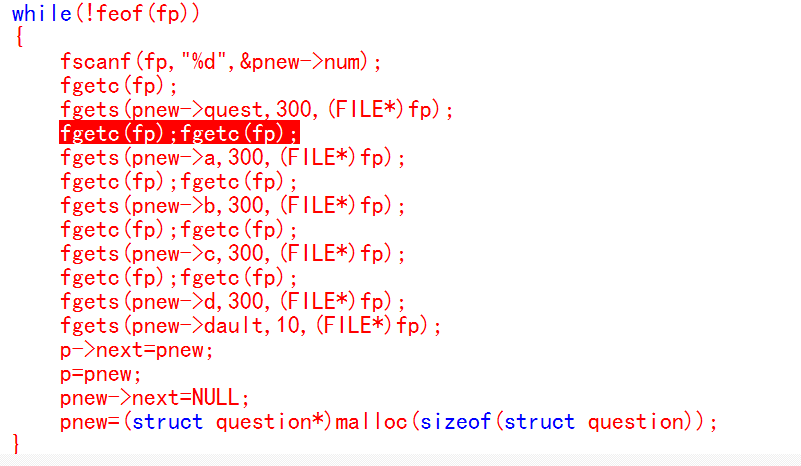 while(!feof(fp))
{
fscanf(fp,"%d",&pnew->num);
fgetc(fp);
fgets(pnew->quest,300,(FILE*)fp);
fgetc(fp);fgetc(fp);
fgets(pnew->a,300,(FILE*)fp);
fgetc(fp);fgetc(fp);
fgets(pnew->b,300,(FILE*)fp);
fgetc(fp);fgetc(fp);
fgets(pnew->c,300,(FILE*)fp);
fgetc(fp);fgetc(fp);
fgets(pnew->d,300,(FILE*)fp);
fgets(pnew->dault,10,(FILE*)fp);
p->next=pnew;
p=pnew;
pnew->next=NULL;
pnew=(struct question*)malloc(sizeof(struct question));
}